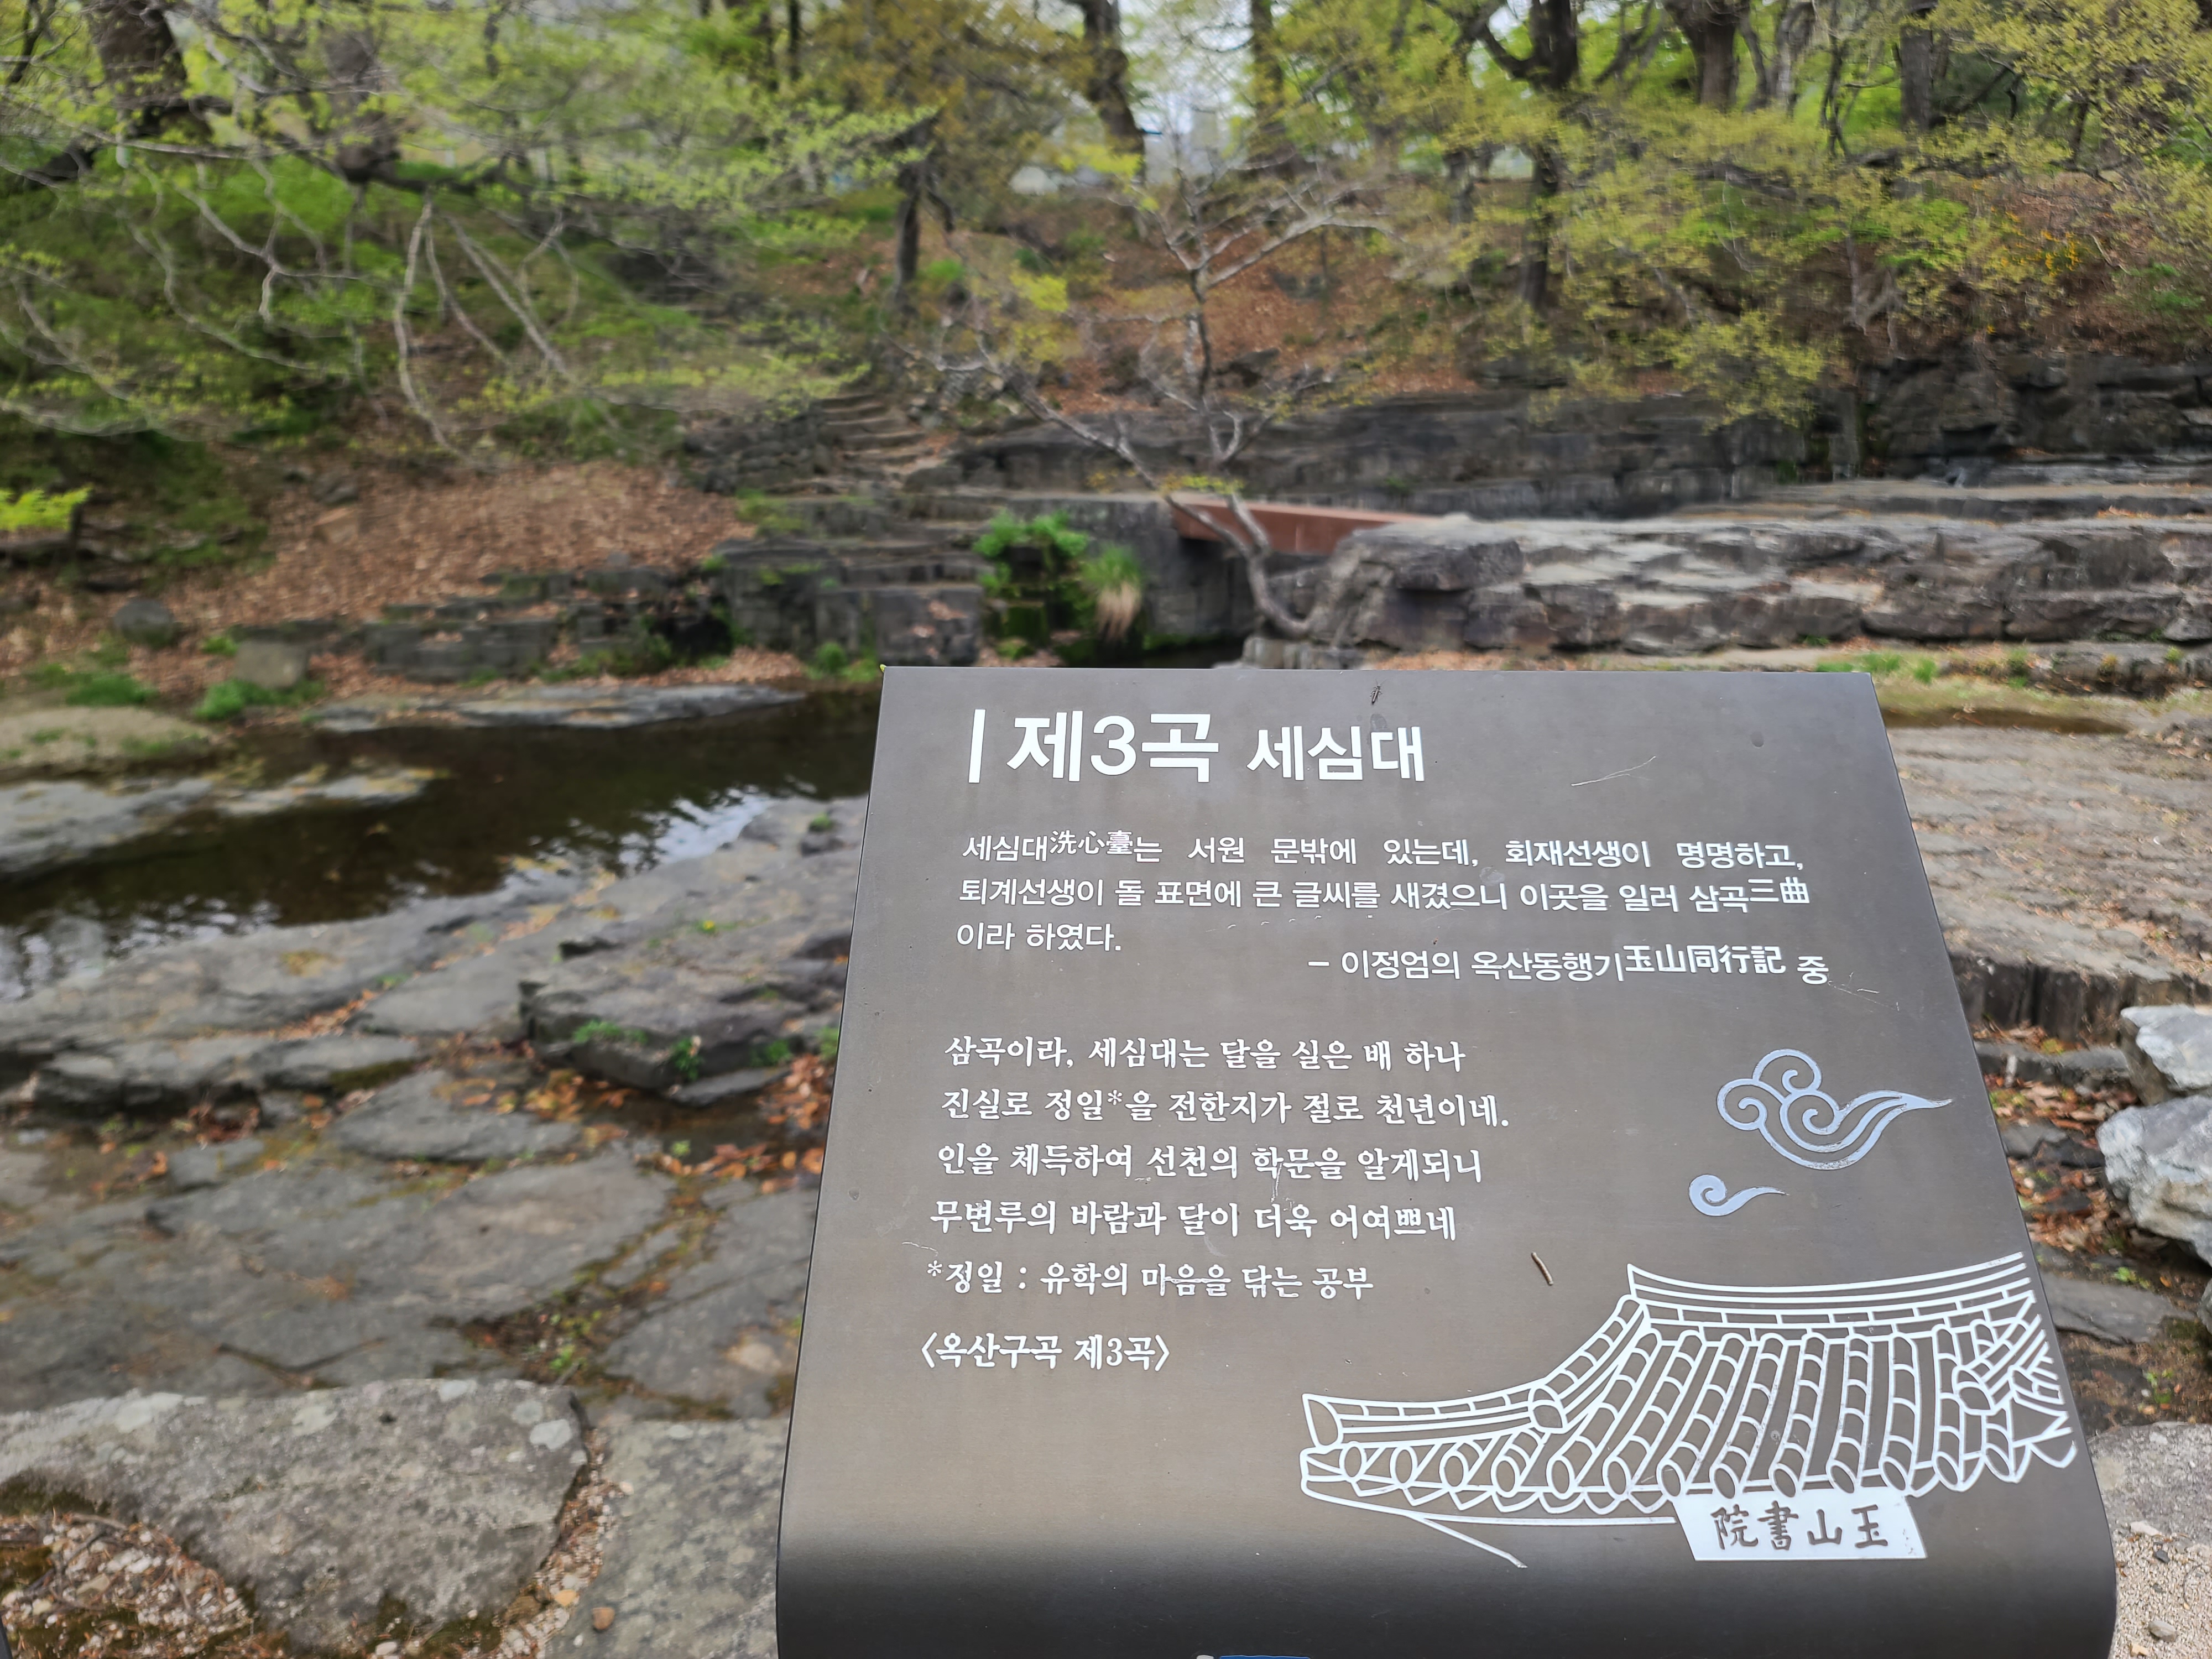 제3곡 세심대
세심대洗心臺는 서원 문밖에 있는데, 회재선생이 명명하고,
퇴계선생이 돌 표면에 큰 글씨를 새겼으니 이곳을 일러 삼곡三曲
이라 하였다.
- 이정엄의 옥산동행기玉山同行記 중
삼곡이라, 세심대는 달을 실은 배 하나
진실로 정일*을 전한지가 절로 천년이네.
인을 체득하여 선천의 학문을 알게되니
무변루의 바람과 달이 더욱 어여쁘네
*정일 : 유학의 마음을 닦는 공부
<옥산구곡 제3곡>
院書山玉